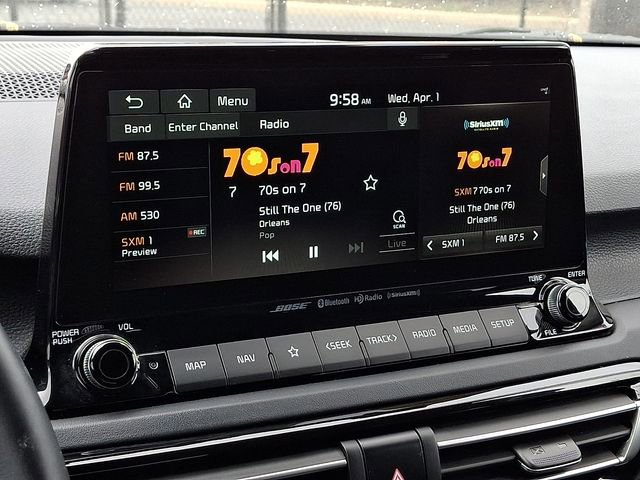 Menu
9:58 AM
Wed, Apr. 1
Band
Enter Channel
Radio
FM 87.5
FM 99.5
AM 530
SXM 1
Preview
REC
70s on 7
7
70s on 7
Still The One (76)
Orleans
Pop
SCAN
Live
((SiriusXM))
SATELLITE RADIO
70s on 7
SXM7 70s on 7
Still The One (76)
Orleans
SXM 1
FM 87.5
BOSE
Bluetooth
HD Radio
((SiriusXM))
POWER
PUSH
VOL
MAP
NAV
<SEEK
TRACK>
RADIO
MEDIA
SETUP
TUNE
ENTER
FILE